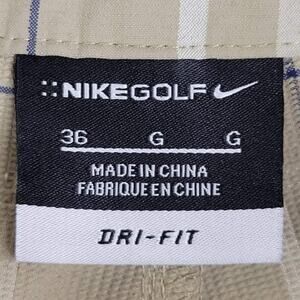 NIKEGOLF
36 G G
MADE IN CHINA
FABRIQUE EN CHINE
DRI-FIT